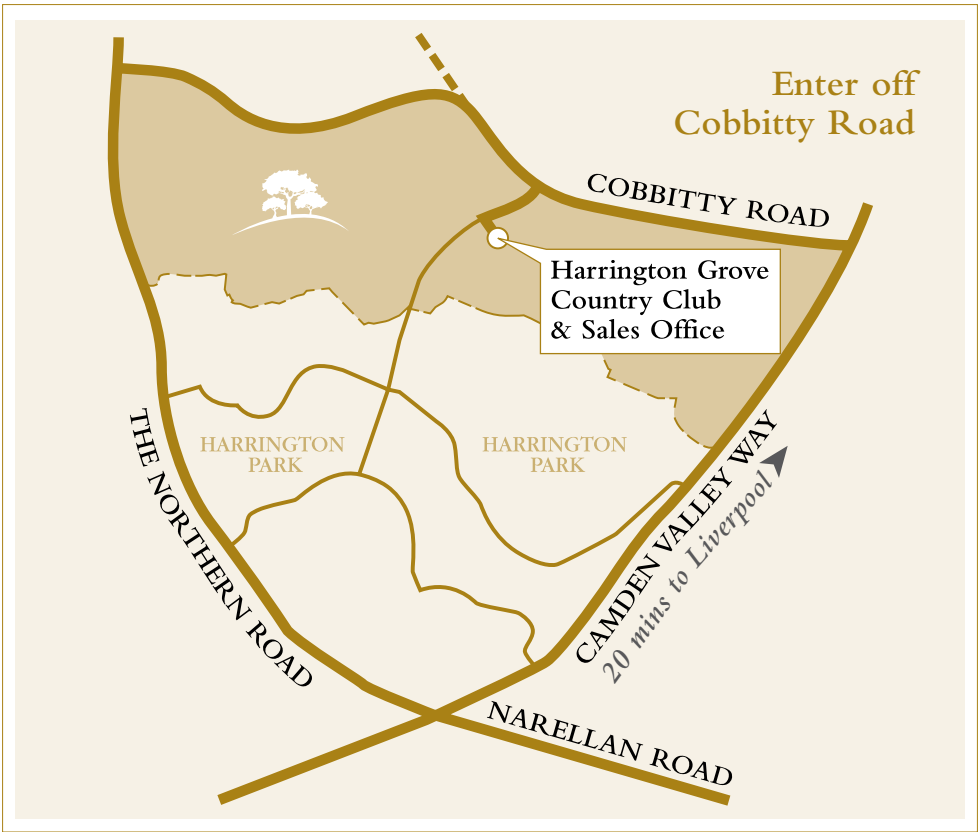 Enter off
Cobbitty Road
COBBITTY ROAD
Harrington Grove
Country Club
& Sales Office
HARRINGTON
PARK
HARRINGTON
PARK
THE NORTHERN ROAD
CAMDEN VALLEY WAY
20 mins to Liverpool
NARELLAN ROAD